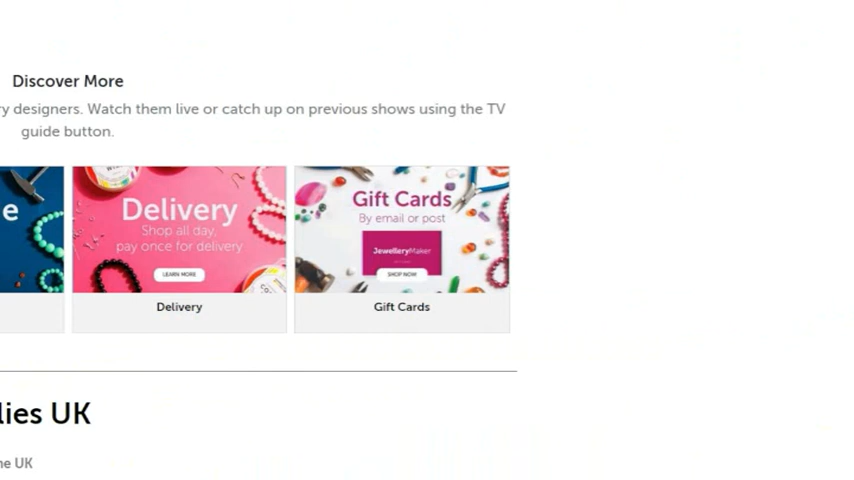 Discover More
designers. Watch them live or catch up on previous shows using the TV
guide button.
Delivery
Shop all day,
pay once for delivery
LEARN MORE
Gift Cards
By email or post
JewelleryMaker
SHOP NOW
Delivery
Gift Cards
UK
UK